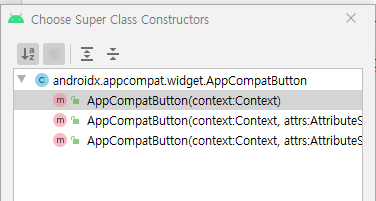 Choose Super Class Constructors
androidx.appcompat.widget.AppCompatButton
AppCompatButton(context:Context)
AppCompatButton(context:Context, attrs:AttributeS
AppCompatButton(context:Context, attrs:AttributeS